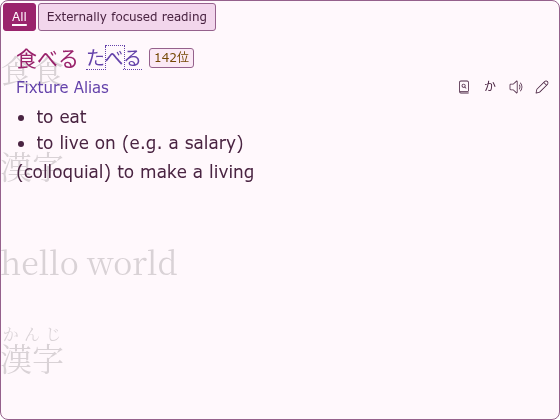 All Externally focused reading
食べる たべる 142位
食食
Fixture Alias か
to eat
to live on (e.g. a salary)
漢字
(colloquial) to make a living
hello world
かんじ
漢字